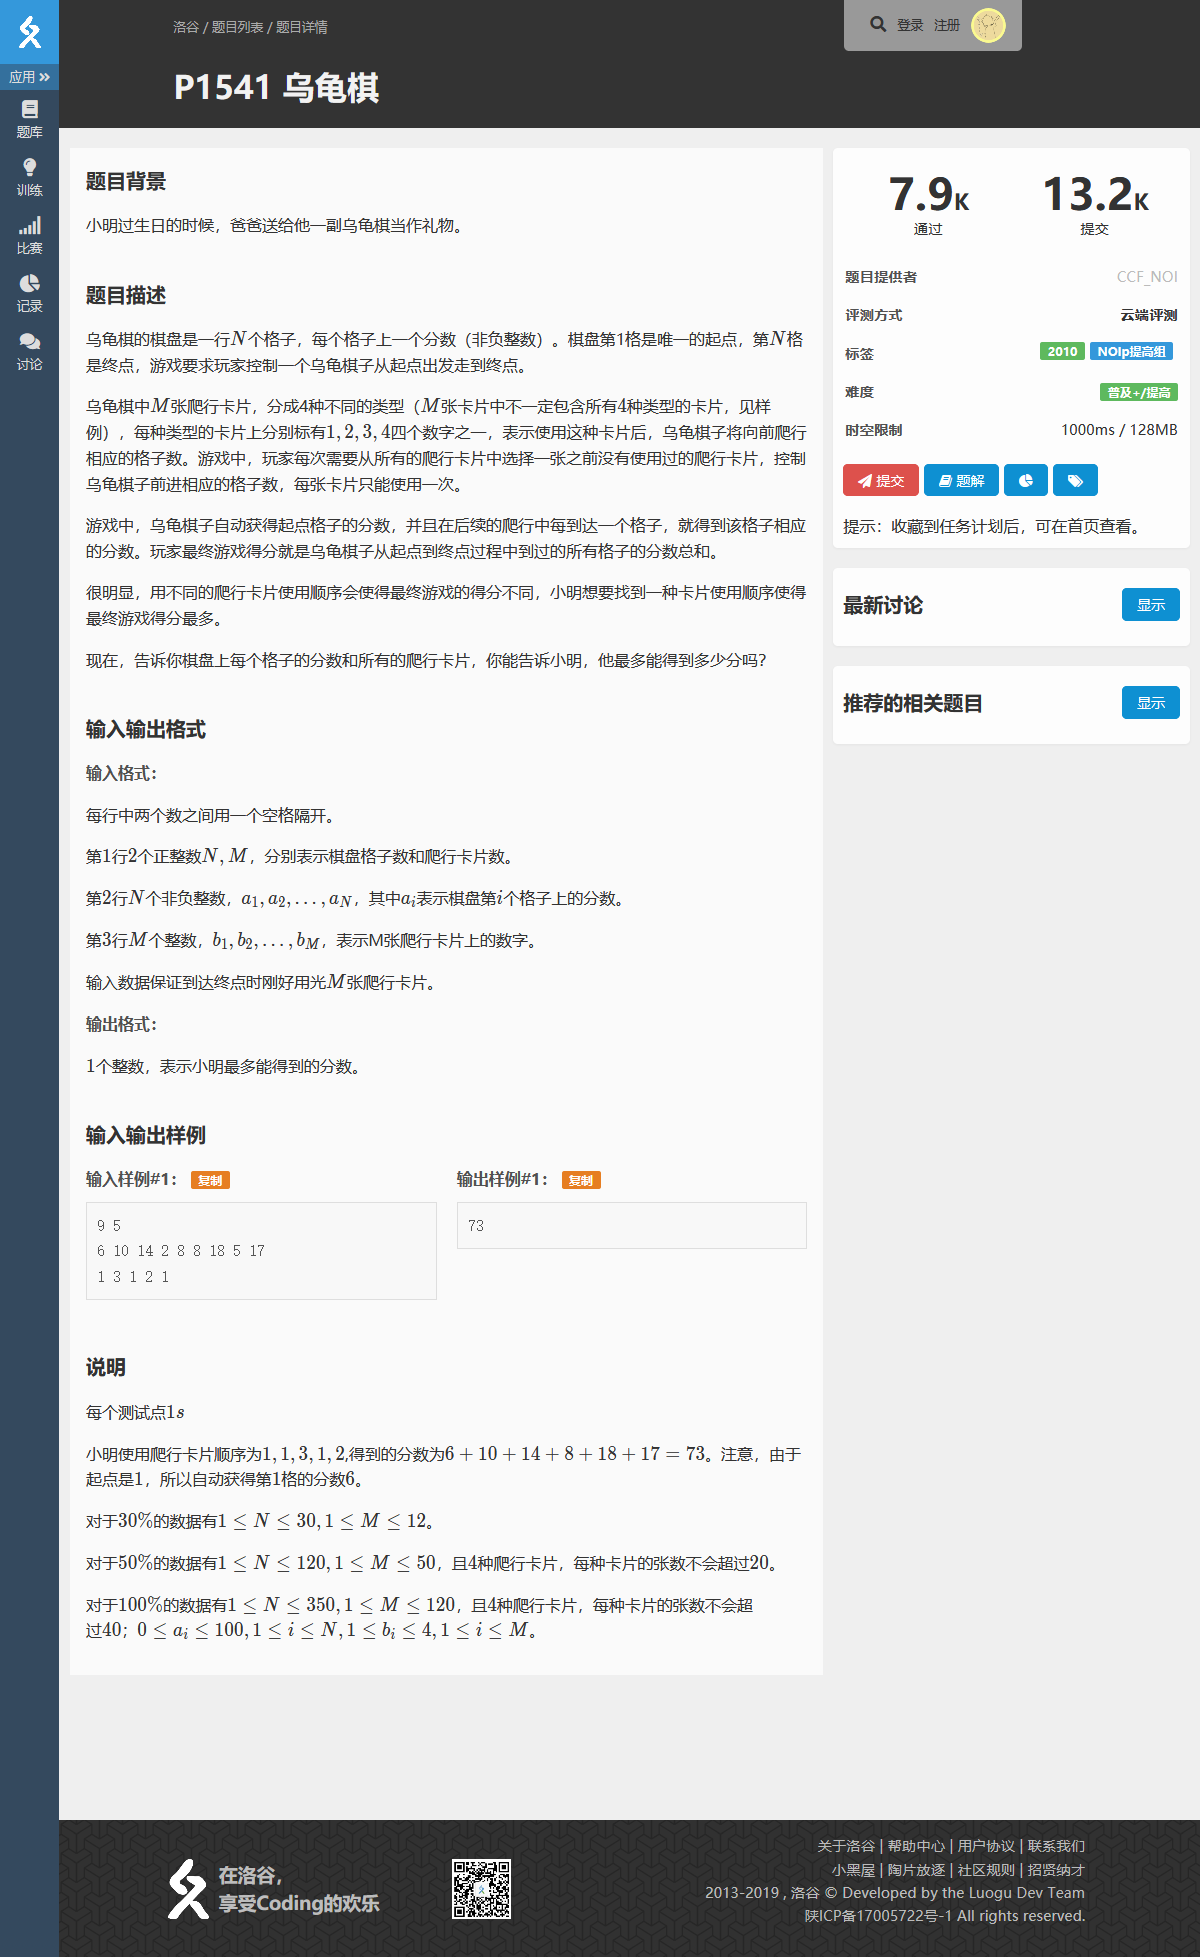 洛谷 / 题目列表 / 题目详情
登录 注册
P1541 乌龟棋
应用
题库
训练
比赛
记录
讨论
题目背景
小明过生日的时候，爸爸送给他一副乌龟棋当作礼物。
题目描述
乌龟棋的棋盘是一行N个格子，每个格子上一个分数（非负整数）。棋盘第1格是唯一的起点，第N格
是终点，游戏要求玩家控制一个乌龟棋子从起点出发走到终点。
乌龟棋中M张爬行卡片，分成4种不同的类型（M张卡片中不一定包含所有4种类型的卡片，见样
例），每种类型的卡片上分别标有1, 2, 3, 4四个数字之一，表示使用这种卡片后，乌龟棋子将向前爬行
相应的格子数。游戏中，玩家每次需要从所有的爬行卡片中选择一张之前没有使用过的爬行卡片，控制
乌龟棋子前进相应的格子数，每张卡片只能使用一次。
游戏中，乌龟棋子自动获得起点格子的分数，并且在后续的爬行中每到达一个格子，就得到该格子相应
的分数。玩家最终游戏得分就是乌龟棋子从起点到终点过程中到过的所有格子的分数总和。
很明显，用不同的爬行卡片使用顺序会使得最终游戏的得分不同，小明想要找到一种卡片使用顺序使得
最终游戏得分最多。
现在，告诉你棋盘上每个格子的分数和所有的爬行卡片，你能告诉小明，他最多能得到多少分吗？
输入输出格式
输入格式：
每行中两个数之间用一个空格隔开。
第1行2个正整数N, M，分别表示棋盘格子数和爬行卡片数。
第2行N个非负整数，a₁, a₂, …, a_N，其中a_i表示棋盘第i个格子上的分数。
第3行M个整数，b₁, b₂, …, b_M，表示M张爬行卡片上的数字。
输入数据保证到达终点时刚好用光M张爬行卡片。
输出格式：
1个整数，表示小明最多能得到的分数。
输入输出样例
输入样例#1： 复制
9 5
6 10 14 2 8 8 18 5 17
1 3 1 2 1
输出样例#1： 复制
73
说明
每个测试点1s
小明使用爬行卡片顺序为1, 1, 3, 1, 2,得到的分数为6 + 10 + 14 + 8 + 18 + 17 = 73。注意，由于
起点是1，所以自动获得第1格的分数6。
对于30%的数据有1 ≤ N ≤ 30, 1 ≤ M ≤ 12。
对于50%的数据有1 ≤ N ≤ 120, 1 ≤ M ≤ 50，且4种爬行卡片，每种卡片的张数不会超过20。
对于100%的数据有1 ≤ N ≤ 350, 1 ≤ M ≤ 120，且4种爬行卡片，每种卡片的张数不会超
过40；0 ≤ a_i ≤ 100, 1 ≤ i ≤ N, 1 ≤ b_i ≤ 4, 1 ≤ i ≤ M。
7.9K
通过
13.2K
提交
题目提供者 CCF_NOI
评测方式 云端评测
标签 2010 NOIp提高组
难度 普及+/提高
时空限制 1000ms / 128MB
提交 题解
提示：收藏到任务计划后，可在首页查看。
最新讨论 显示
推荐的相关题目 显示
在洛谷，
享受Coding的欢乐
关于洛谷 | 帮助中心 | 用户协议 | 联系我们
小黑屋 | 陶片放逐 | 社区规则 | 招贤纳才
2013-2019 , 洛谷 © Developed by the Luogu Dev Team
陕ICP备17005722号-1 All rights reserved.